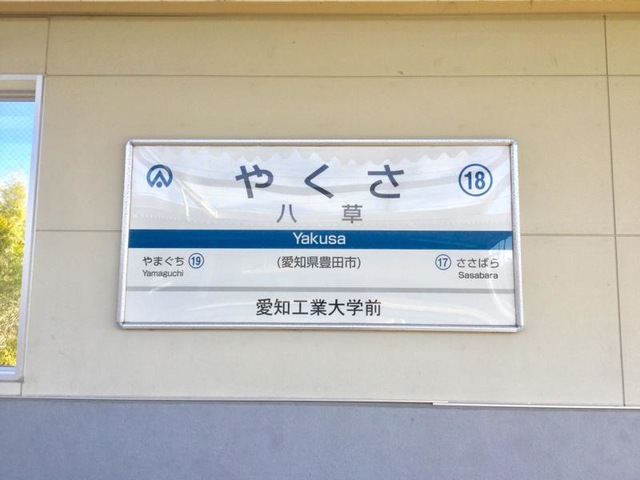 やくさ 18
八草
Yakusa
やまぐち 19 (愛知県豊田市) 17 ささばら
Yamaguchi Sasabara
愛知工業大学前